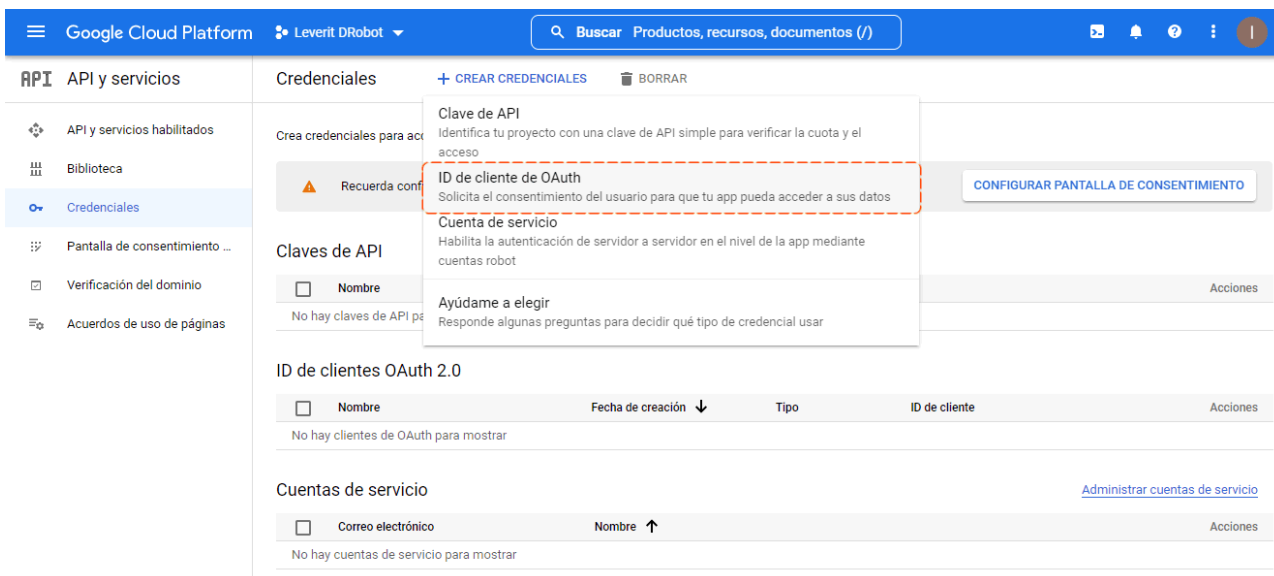 Google Cloud Platform Leverit DRobot Buscar Productos, recursos, documentos (/) I
API API y servicios
Credenciales + CREAR CREDENCIALES BORRAR
API y servicios habilitados
Biblioteca
Credenciales
Pantalla de consentimiento ...
Verificación del dominio
Acuerdos de uso de páginas
Crea credenciales para acc
Recuerda conf
CONFIGURAR PANTALLA DE CONSENTIMIENTO
Clave de API
Identifica tu proyecto con una clave de API simple para verificar la cuota y el
acceso
ID de cliente de OAuth
Solicita el consentimiento del usuario para que tu app pueda acceder a sus datos
Cuenta de servicio
Habilita la autenticación de servidor a servidor en el nivel de la app mediante
cuentas robot
Ayúdame a elegir
Responde algunas preguntas para decidir qué tipo de credencial usar
Claves de API
Nombre Acciones
No hay claves de API pa
ID de clientes OAuth 2.0
Nombre Fecha de creación Tipo ID de cliente Acciones
No hay clientes de OAuth para mostrar
Cuentas de servicio Administrar cuentas de servicio
Correo electrónico Nombre Acciones
No hay cuentas de servicio para mostrar